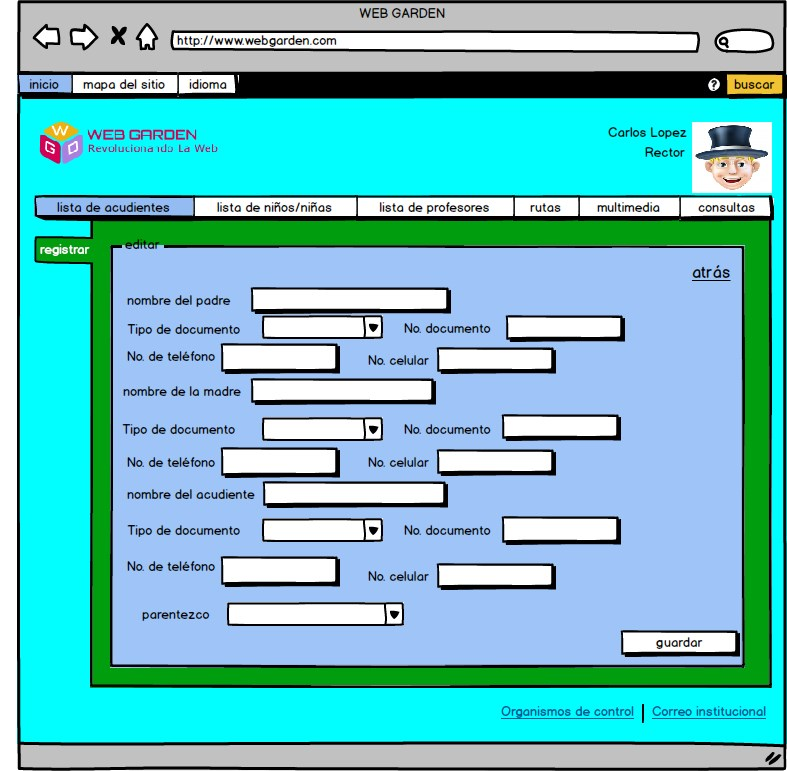 WEB GARDEN
http://www.webgarden.com
inicio mapa del sitio idioma ? buscar
W G D WEB GARDEN
Revolucionando La Web
Carlos Lopez
Rector
lista de acudientes lista de niños/niñas lista de profesores rutas multimedia consultas
registrar
editar
atrás
nombre del padre
Tipo de documento No. documento
No. de teléfono No. celular
nombre de la madre
Tipo de documento No. documento
No. de teléfono No. celular
nombre del acudiente
Tipo de documento No. documento
No. de teléfono No. celular
parentezco
guardar
Organismos de control Correo institucional